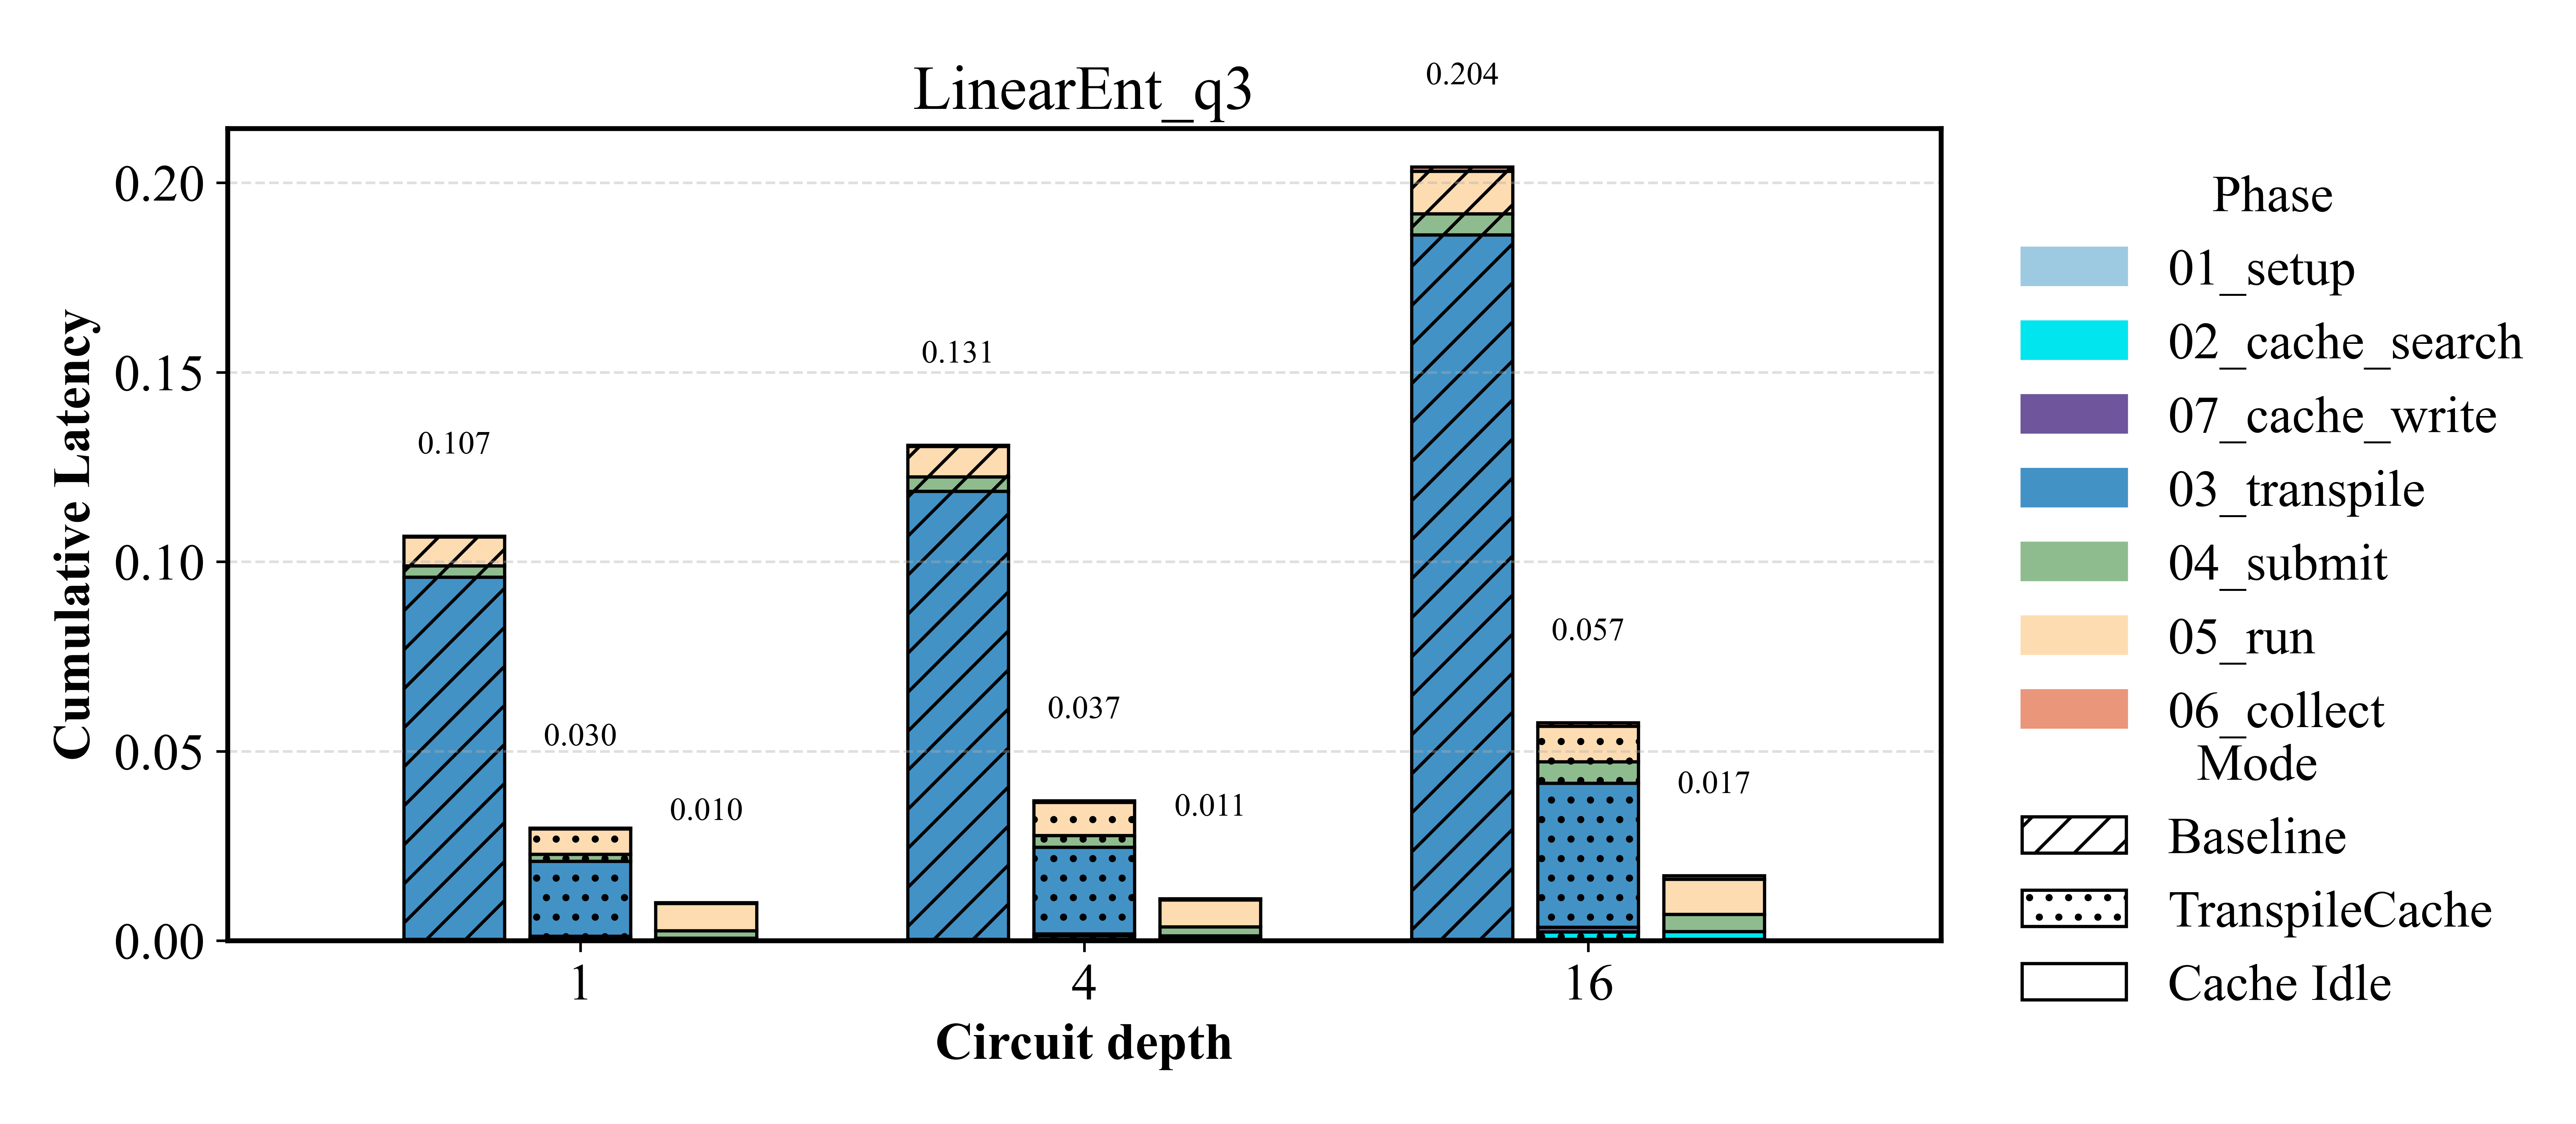 LinearEnt_q3
Cumulative Latency
0.20
0.15
0.10
0.05
0.00
0.107
0.030
0.010
0.131
0.037
0.011
0.204
0.057
0.017
1
4
16
Circuit depth
Phase
01_setup
02_cache_search
07_cache_write
03_transpile
04_submit
05_run
06_collect
Mode
Baseline
TranspileCache
Cache Idle